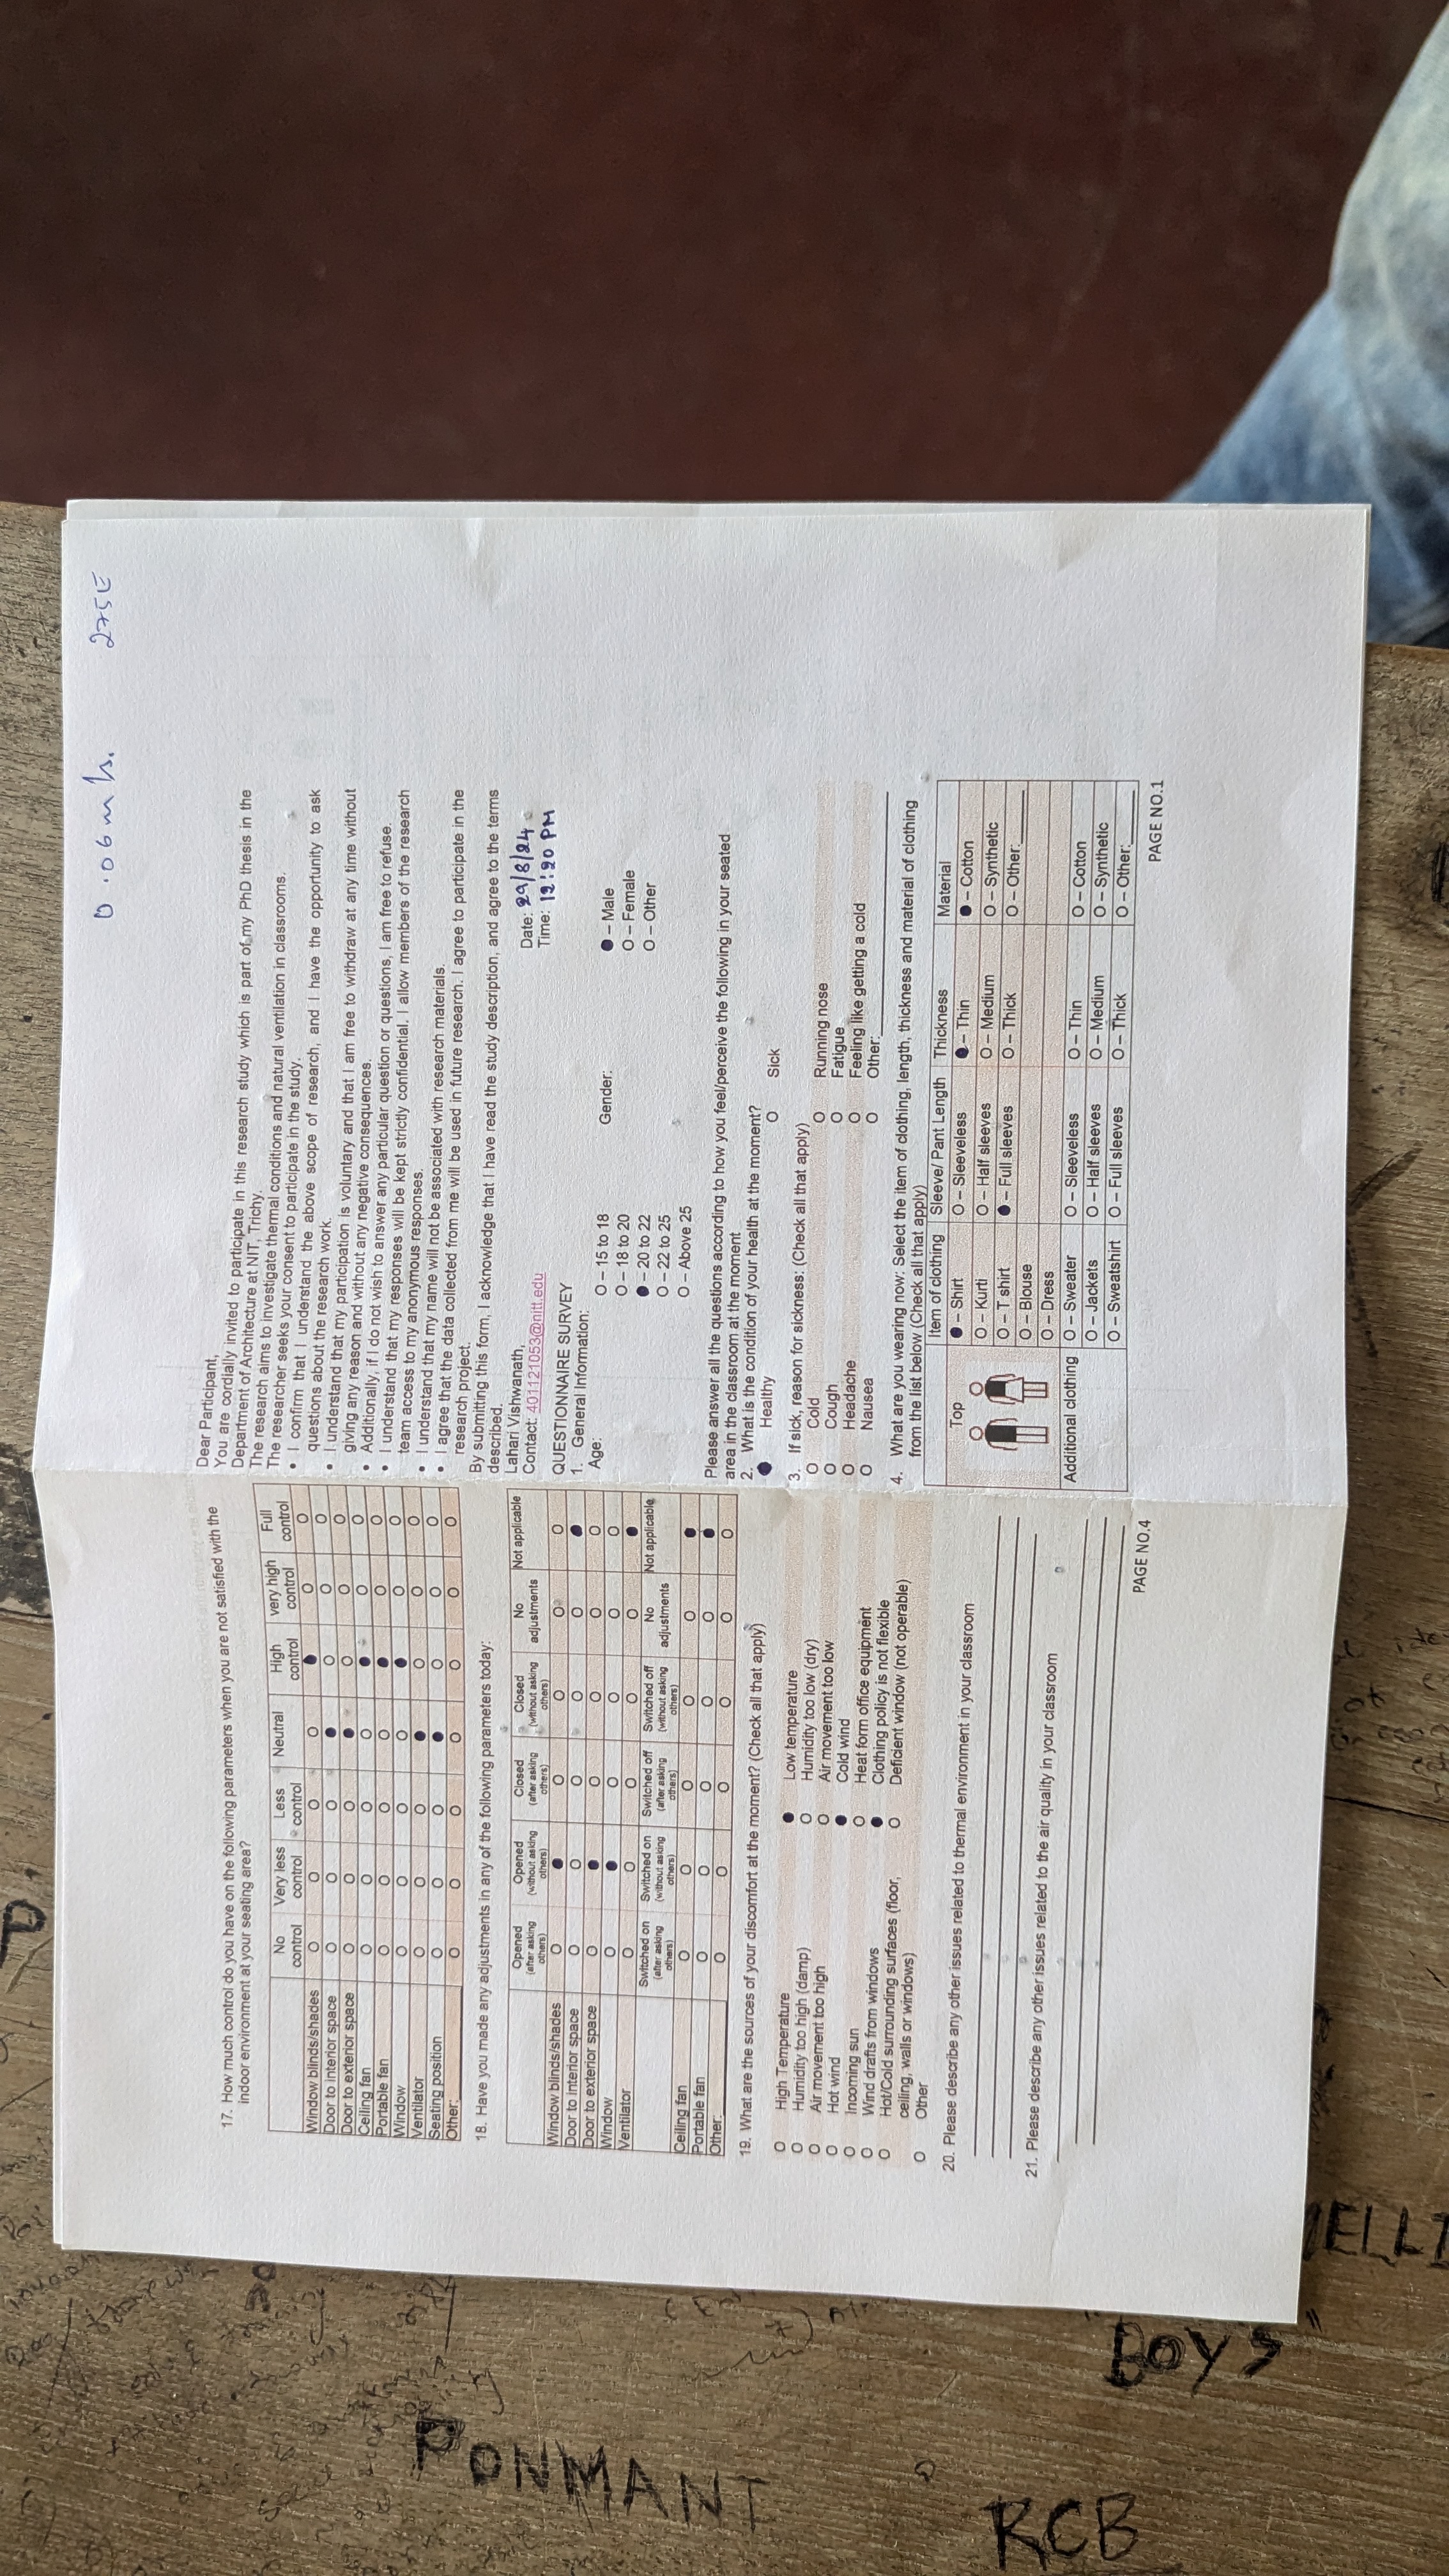 0.06m/s. 275E
17. How much control do you have on the following parameters when you are not satisfied with the
indoor environment at your seating area?
No control Very less control Less control Neutral High control very high control Full control
Window blinds/shades O O O O ● O O
Door to interior space O O O ● O O O
Door to exterior space O O O ● O O O
Ceiling fan O O O O ● O O
Portable fan O O O O ● O O
Window O O O O ● O O
Ventilator O O O ● O O O
Seating position O O O ● O O O
Other:________ O O O O O O O
18. Have you made any adjustments in any of the following parameters today:
Opened (after asking others) Opened (without asking others) Closed (after asking others) Closed (without asking others) No adjustments Not applicable
Window blinds/shades O ● O O O O
Door to interior space O O O O O ●
Door to exterior space O ● O O O O
Window O ● O O O O
Ventilator O O O O O ●
Switched on (after asking others) Switched on (without asking others) Switched off (after asking others) Switched off (without asking others) No adjustments Not applicable
Ceiling fan O O O O O ●
Portable fan O O O O O ●
Other:________ O O O O O O
19. What are the sources of your discomfort at the moment? (Check all that apply)
O High Temperature ● Low temperature
O Humidity too high (damp) O Humidity too low (dry)
O Air movement too high O Air movement too low
O Hot wind ● Cold wind
O Incoming sun O Heat form office equipment
O Wind drafts from windows ● Clothing policy is not flexible
O Hot/Cold surrounding surfaces (floor, O Deficient window (not operable)
ceiling, walls or windows)
O Other
20. Please describe any other issues related to thermal environment in your classroom
21. Please describe any other issues related to the air quality in your classroom
PAGE NO.4
Dear Participant,
You are cordially invited to participate in this research study which is part of my PhD thesis in the
Department of Architecture at NIT, Trichy.
The research aims to investigate thermal conditions and natural ventilation in classrooms.
The researcher seeks your consent to participate in the study.
• I confirm that I understand the above scope of research, and I have the opportunity to ask
questions about the research work.
• I understand that my participation is voluntary and that I am free to withdraw at any time without
giving any reason and without any negative consequences.
• Additionally, if I do not wish to answer any particular question or questions, I am free to refuse.
• I understand that my responses will be kept strictly confidential. I allow members of the research
team access to my anonymous responses.
• I understand that my name will not be associated with research materials.
• I agree that the data collected from me will be used in future research. I agree to participate in the
research project.
By submitting this form, I acknowledge that I have read the study description, and agree to the terms
described.
Lahari Vishwanath,
Contact: 401121053@nitt.edu
Date: 29/8/24
Time: 12:20 PM
QUESTIONNAIRE SURVEY
1. General Information:
Age: O – 15 to 18 Gender: ● – Male
O – 18 to 20 O – Female
● – 20 to 22 O – Other
O – 22 to 25
O – Above 25
Please answer all the questions according to how you feel/perceive the following in your seated
area in the classroom at the moment
2. What is the condition of your health at the moment?
● Healthy O Sick
3. If sick, reason for sickness: (Check all that apply)
O Cold O Running nose
O Cough O Fatigue
O Headache O Feeling like getting a cold
O Nausea O Other:________
4. What are you wearing now: Select the item of clothing, length, thickness and material of clothing
from the list below (Check all that apply)
Item of clothing Sleeve/ Pant Length Thickness Material
Top ● – Shirt O – Sleeveless ● – Thin ● – Cotton
O – Kurti O – Half sleeves O – Medium O – Synthetic
O – T shirt ● – Full sleeves O – Thick O – Other:______
O – Blouse
O – Dress
Additional clothing O – Sweater O – Sleeveless O – Thin O – Cotton
O – Jackets O – Half sleeves O – Medium O – Synthetic
O – Sweatshirt O – Full sleeves O – Thick O – Other:______
PAGE NO.1
PONMANT
RCB
BOYS